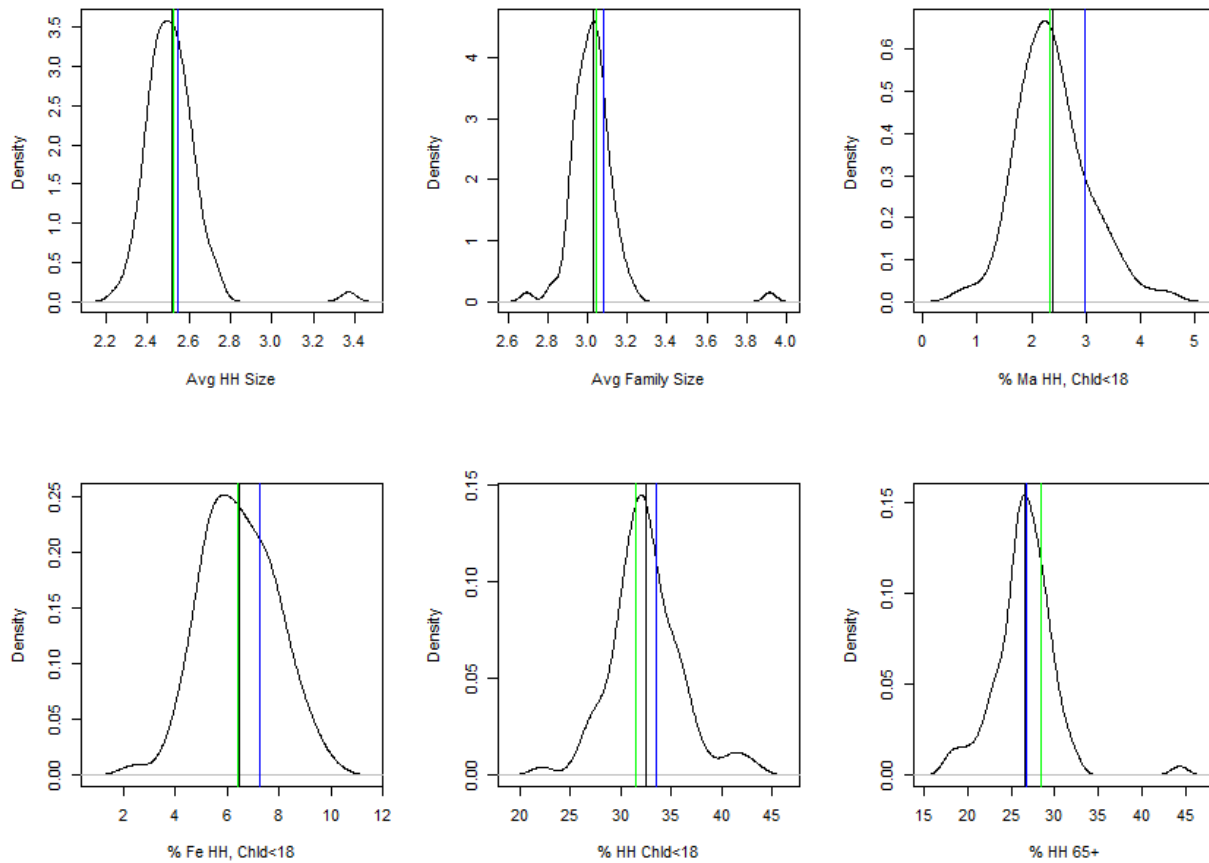 Density
0.0 0.5 1.0 1.5 2.0 2.5 3.0 3.5
2.2 2.4 2.6 2.8 3.0 3.2 3.4
Avg HH Size
Density
0 1 2 3 4
2.6 2.8 3.0 3.2 3.4 3.6 3.8 4.0
Avg Family Size
Density
0.0 0.1 0.2 0.3 0.4 0.5 0.6
0 1 2 3 4 5
% Ma HH, Chld<18
Density
0.00 0.05 0.10 0.15 0.20 0.25
2 4 6 8 10 12
% Fe HH, Chld<18
Density
0.00 0.05 0.10 0.15
20 25 30 35 40 45
% HH Chld<18
Density
0.00 0.05 0.10 0.15
15 20 25 30 35 40 45
% HH 65+